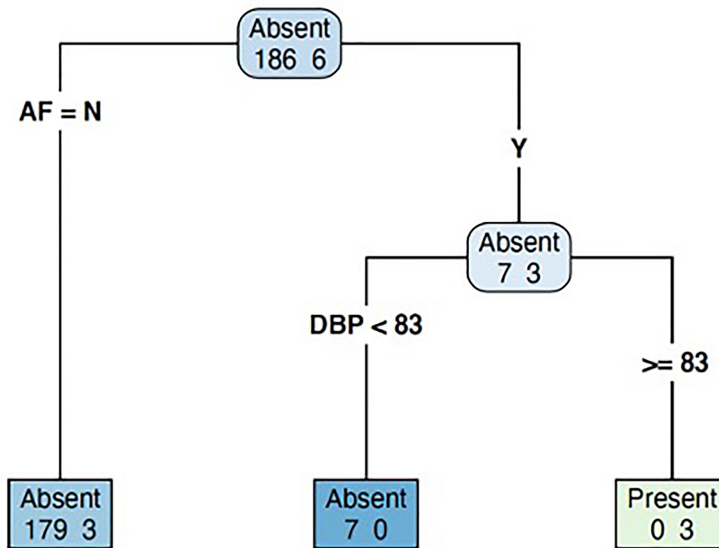 Absent
186 6
AF = N
Y
Absent
7 3
DBP < 83
>= 83
Absent
179 3
Absent
7 0
Present
0 3